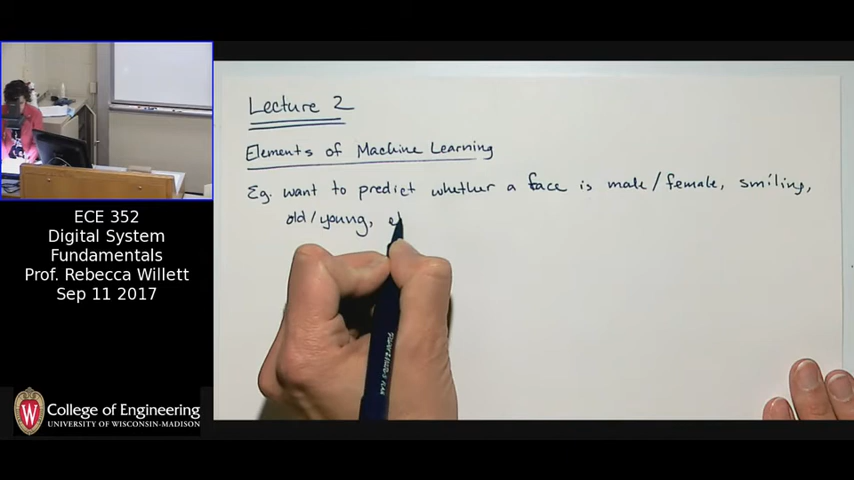 Lecture 2
Elements of Machine Learning
Eg. want to predict whether a face is male/female, smiling,
old/young,
ECE 352
Digital System
Fundamentals
Prof. Rebecca Willett
Sep 11 2017
W
College of Engineering
UNIVERSITY OF WISCONSIN-MADISON